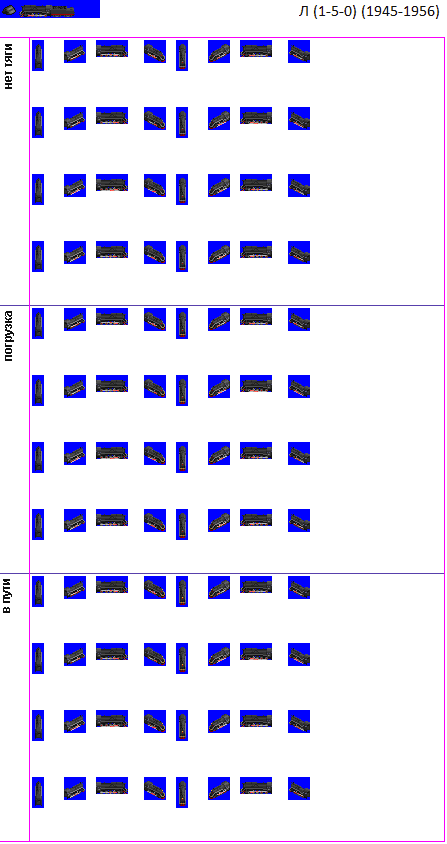 Л (1-5-0) (1945-1956)
нет тяги
погрузка
в пути